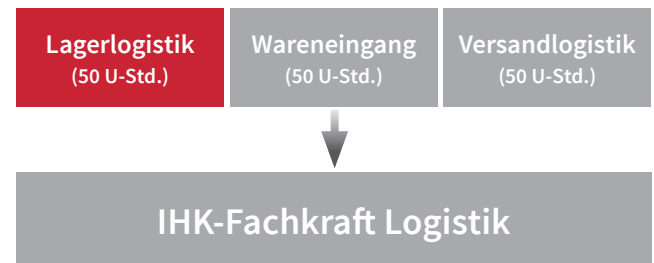 Lagerlogistik
(50 U-Std.)
Wareneingang
(50 U-Std.)
Versandlogistik
(50 U-Std.)
IHK-Fachkraft Logistik